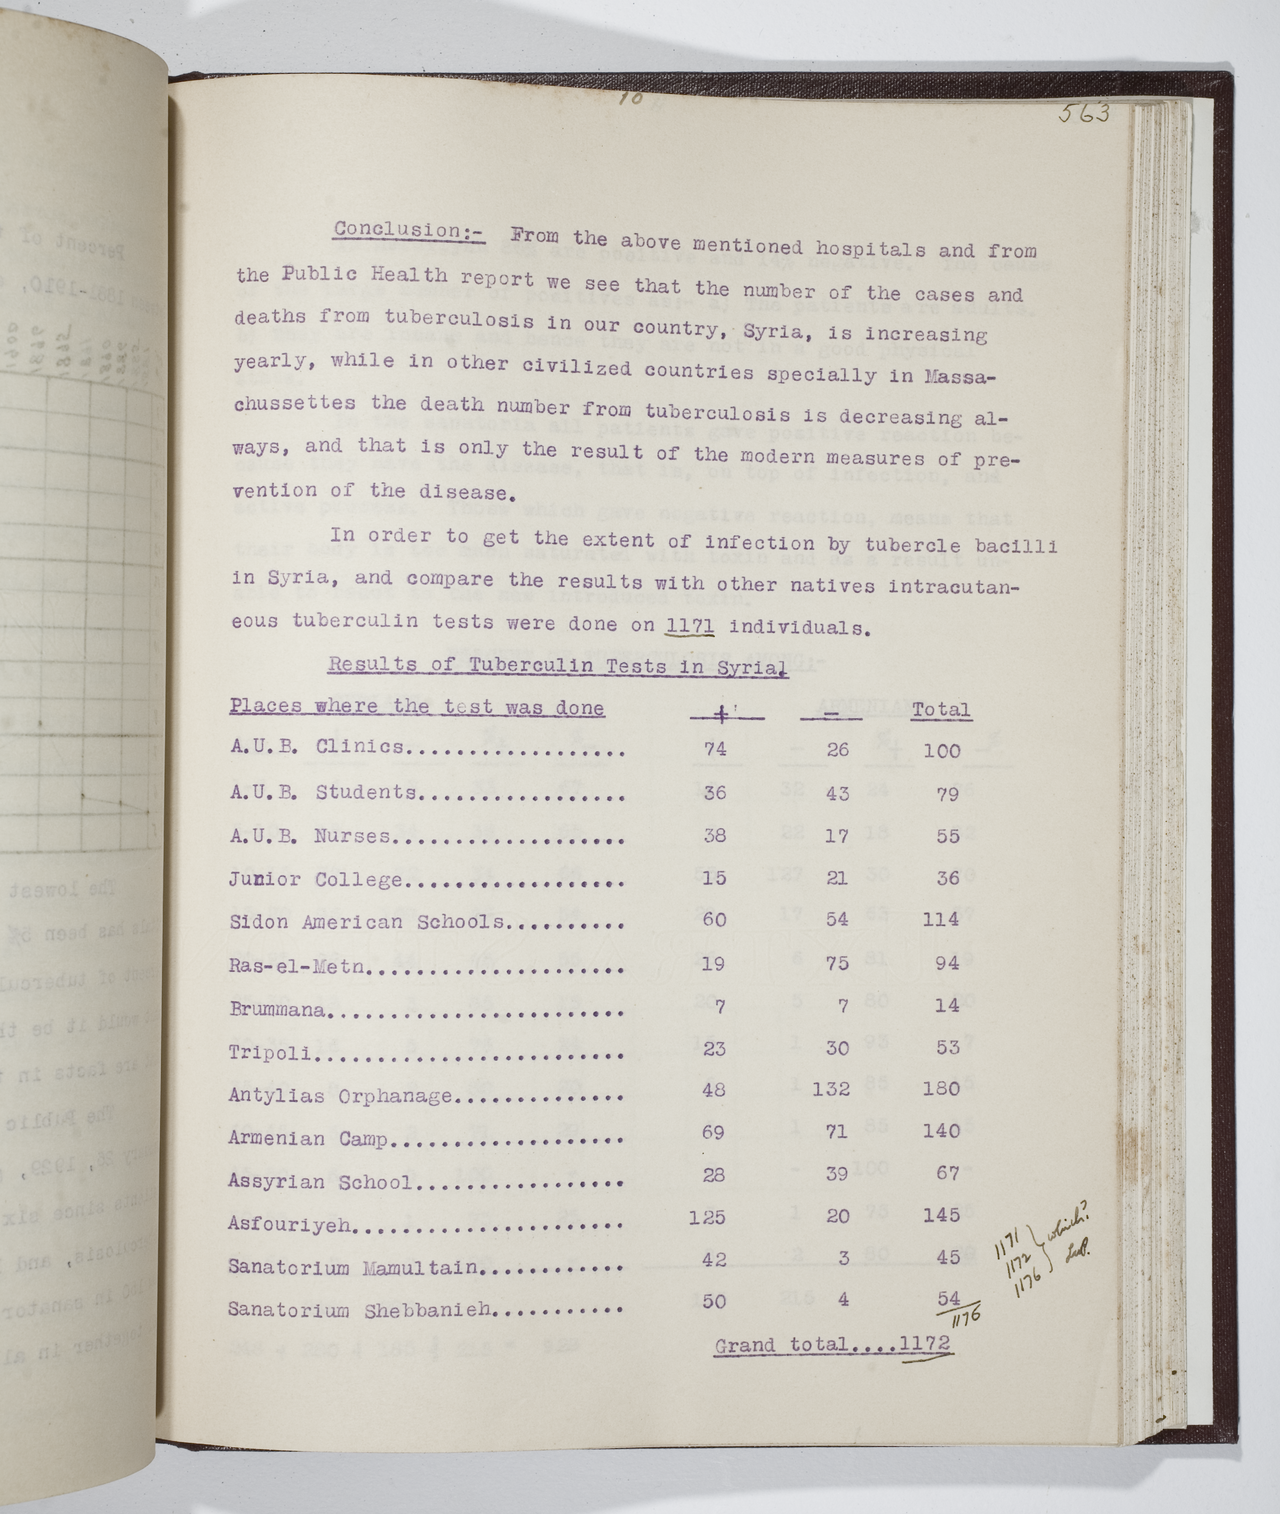 10
563
Conclusion:- From the above mentioned hospitals and from
the Public Health report we see that the number of the cases and
deaths from tuberculosis in our country, Syria, is increasing
yearly, while in other civilized countries specially in Massa-
chussettes the death number from tuberculosis is decreasing al-
ways, and that is only the result of the modern measures of pre-
vention of the disease.
In order to get the extent of infection by tubercle bacilli
in Syria, and compare the results with other natives intracutan-
eous tuberculin tests were done on 1171 individuals.
Results of Tuberculin Tests in Syria.
Places where the test was done + - Total
A.U.B. Clinics.................. 74 26 100
A.U.B. Students................. 36 43 79
A.U.B. Nurses................... 38 17 55
Junior College.................. 15 21 36
Sidon American Schools.......... 60 54 114
Ras-el-Metn..................... 19 75 94
Brummana........................ 7 7 14
Tripoli......................... 23 30 53
Antylias Orphanage.............. 48 132 180
Armenian Camp................... 69 71 140
Assyrian School................. 28 39 67
Asfouriyeh...................... 125 20 145
Sanatorium Mamultain............ 42 3 45
Sanatorium Shebbanieh........... 50 4 54
1176
Grand total....1172
1171
1172 which?
1176